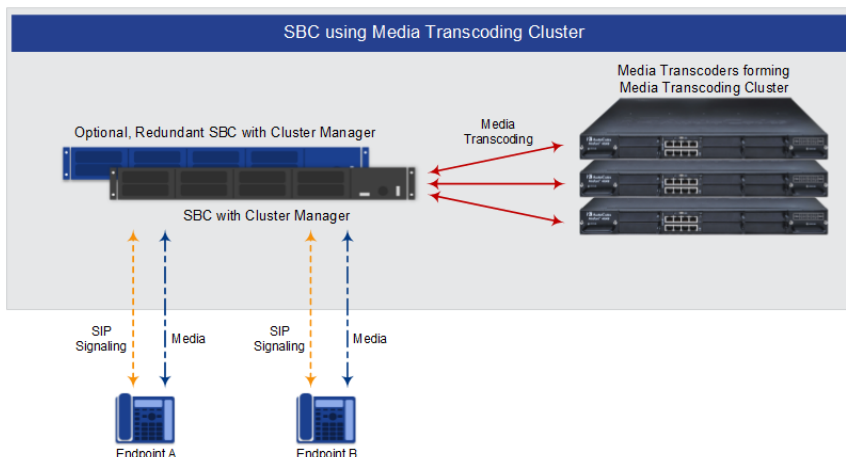 SBC using Media Transcoding Cluster
Media Transcoders forming
Media Transcoding Cluster
Optional, Redundant SBC with Cluster Manager
Media
Transcoding
SBC with Cluster Manager
SIP
Signaling
Media
SIP
Signaling
Media
Endpoint A
Endpoint B